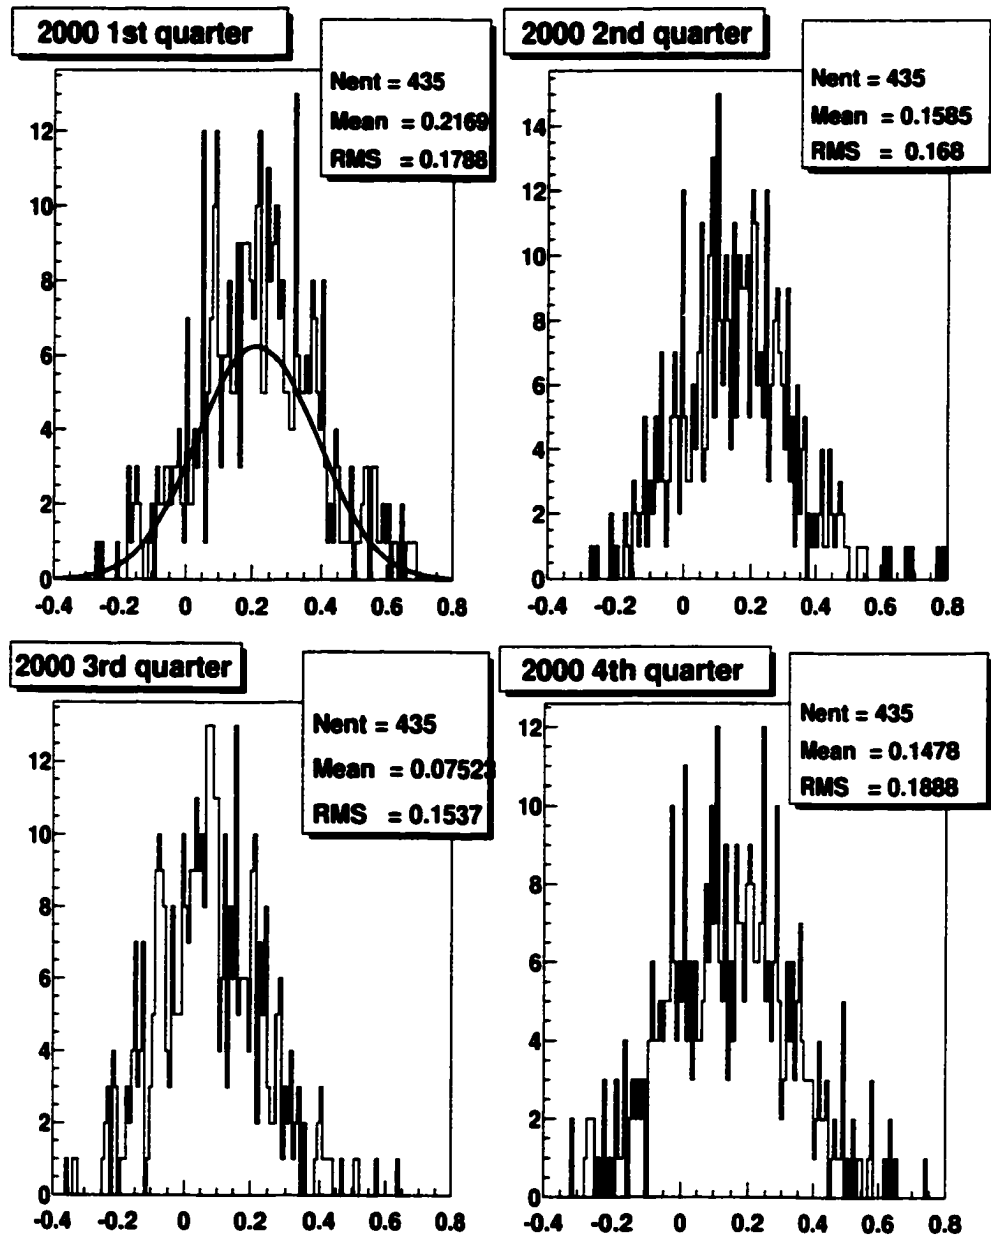 2000 1st quarter
Nent = 435
Mean = 0.2169
RMS = 0.1788
12
10
8
6
4
2
0
-0.4 -0.2 0 0.2 0.4 0.6 0.8
2000 2nd quarter
Nent = 435
Mean = 0.1585
RMS = 0.168
14
12
10
8
6
4
2
0
-0.4 -0.2 0 0.2 0.4 0.6 0.8
2000 3rd quarter
Nent = 435
Mean = 0.07523
RMS = 0.1537
12
10
8
6
4
2
0
-0.4 -0.2 0 0.2 0.4 0.6 0.8
2000 4th quarter
Nent = 435
Mean = 0.1478
RMS = 0.1888
12
10
8
6
4
2
0
-0.4 -0.2 0 0.2 0.4 0.6 0.8